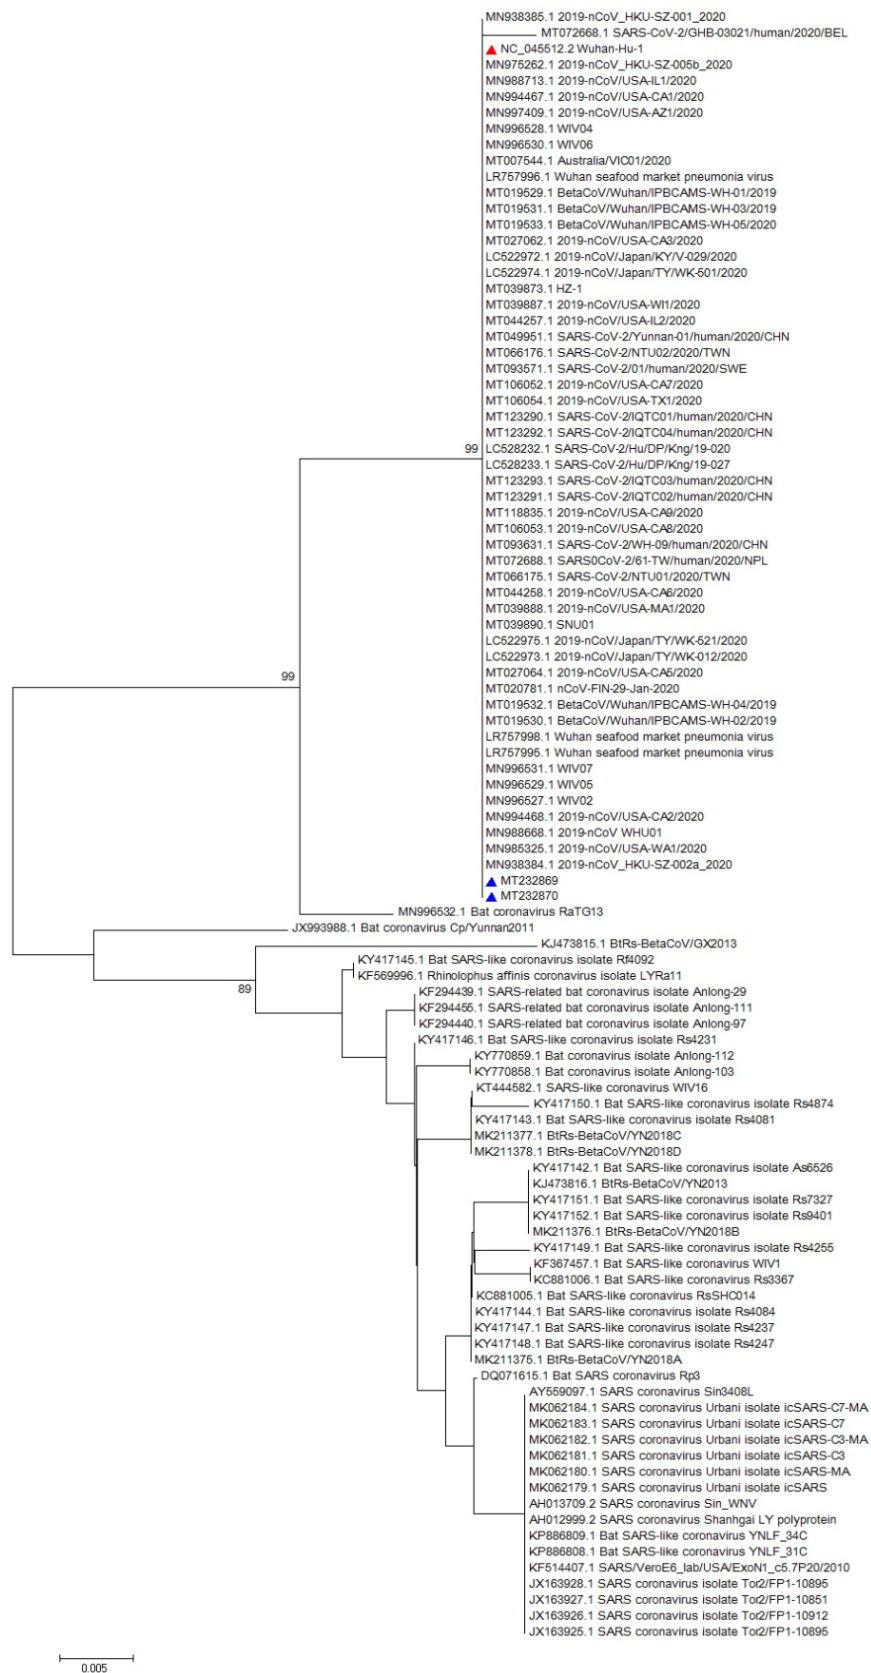 MN938385.1 2019-nCoV_HKU-SZ-001_2020
MT072668.1 SARS-CoV-2/GHB-03021/human/2020/BEL
NC_045512.2 Wuhan-Hu-1
MN975262.1 2019-nCoV_HKU-SZ-005b_2020
MN988713.1 2019-nCoV/USA-IL1/2020
MN994467.1 2019-nCoV/USA-CA1/2020
MN997409.1 2019-nCoV/USA-AZ1/2020
MN996528.1 WIV04
MN996530.1 WIV06
MT007544.1 Australia/VIC01/2020
LR757996.1 Wuhan seafood market pneumonia virus
MT019529.1 BetaCoV/Wuhan/IPBCAMS-WH-01/2019
MT019531.1 BetaCoV/Wuhan/IPBCAMS-WH-03/2019
MT019533.1 BetaCoV/Wuhan/IPBCAMS-WH-05/2020
MT027062.1 2019-nCoV/USA-CA3/2020
LC522972.1 2019-nCoV/Japan/KY/V-029/2020
LC522974.1 2019-nCoV/Japan/TY/WK-501/2020
MT039873.1 HZ-1
MT039887.1 2019-nCoV/USA-WI1/2020
MT044257.1 2019-nCoV/USA-IL2/2020
MT049951.1 SARS-CoV-2/Yunnan-01/human/2020/CHN
MT066176.1 SARS-CoV-2/NTU02/2020/TWN
MT093571.1 SARS-CoV-2/01/human/2020/SWE
MT106052.1 2019-nCoV/USA-CA7/2020
MT106054.1 2019-nCoV/USA-TX1/2020
MT123290.1 SARS-CoV-2/IQTC01/human/2020/CHN
MT123292.1 SARS-CoV-2/IQTC04/human/2020/CHN
99 LC528232.1 SARS-CoV-2/Hu/DP/Kng/19-020
LC528233.1 SARS-CoV-2/Hu/DP/Kng/19-027
MT123293.1 SARS-CoV-2/IQTC03/human/2020/CHN
MT123291.1 SARS-CoV-2/IQTC02/human/2020/CHN
MT118835.1 2019-nCoV/USA-CA9/2020
MT106053.1 2019-nCoV/USA-CA8/2020
MT093631.1 SARS-CoV-2/WH-09/human/2020/CHN
MT072688.1 SARS0CoV-2/61-TW/human/2020/NPL
MT066175.1 SARS-CoV-2/NTU01/2020/TWN
MT044258.1 2019-nCoV/USA-CA6/2020
MT039888.1 2019-nCoV/USA-MA1/2020
MT039890.1 SNU01
LC522975.1 2019-nCoV/Japan/TY/WK-521/2020
LC522973.1 2019-nCoV/Japan/TY/WK-012/2020
99 MT027064.1 2019-nCoV/USA-CA5/2020
MT020781.1 nCoV-FIN-29-Jan-2020
MT019532.1 BetaCoV/Wuhan/IPBCAMS-WH-04/2019
MT019530.1 BetaCoV/Wuhan/IPBCAMS-WH-02/2019
LR757998.1 Wuhan seafood market pneumonia virus
LR757995.1 Wuhan seafood market pneumonia virus
MN996531.1 WIV07
MN996529.1 WIV05
MN996527.1 WIV02
MN994468.1 2019-nCoV/USA-CA2/2020
MN988668.1 2019-nCoV WHU01
MN985325.1 2019-nCoV/USA-WA1/2020
MN938384.1 2019-nCoV_HKU-SZ-002a_2020
MT232869
MT232870
MN996532.1 Bat coronavirus RaTG13
JX993988.1 Bat coronavirus Cp/Yunnan2011
KJ473815.1 BtRs-BetaCoV/GX2013
KY417145.1 Bat SARS-like coronavirus isolate Rf4092
KF569996.1 Rhinolophus affinis coronavirus isolate LYRa11
89 KF294439.1 SARS-related bat coronavirus isolate Anlong-29
KF294455.1 SARS-related bat coronavirus isolate Anlong-111
KF294440.1 SARS-related bat coronavirus isolate Anlong-97
KY417146.1 Bat SARS-like coronavirus isolate Rs4231
KY770859.1 Bat coronavirus isolate Anlong-112
KY770858.1 Bat coronavirus isolate Anlong-103
KT444582.1 SARS-like coronavirus WIV16
KY417150.1 Bat SARS-like coronavirus isolate Rs4874
KY417143.1 Bat SARS-like coronavirus isolate Rs4081
MK211377.1 BtRs-BetaCoV/YN2018C
MK211378.1 BtRs-BetaCoV/YN2018D
KY417142.1 Bat SARS-like coronavirus isolate As6526
KJ473816.1 BtRs-BetaCoV/YN2013
KY417151.1 Bat SARS-like coronavirus isolate Rs7327
KY417152.1 Bat SARS-like coronavirus isolate Rs9401
MK211376.1 BtRs-BetaCoV/YN2018B
KY417149.1 Bat SARS-like coronavirus isolate Rs4255
KF367457.1 Bat SARS-like coronavirus WIV1
KC881006.1 Bat SARS-like coronavirus Rs3367
KC881005.1 Bat SARS-like coronavirus RsSHC014
KY417144.1 Bat SARS-like coronavirus isolate Rs4084
KY417147.1 Bat SARS-like coronavirus isolate Rs4237
KY417148.1 Bat SARS-like coronavirus isolate Rs4247
MK211375.1 BtRs-BetaCoV/YN2018A
DQ071615.1 Bat SARS coronavirus Rp3
AY559097.1 SARS coronavirus Sin3408L
MK062184.1 SARS coronavirus Urbani isolate icSARS-C7-MA
MK062183.1 SARS coronavirus Urbani isolate icSARS-C7
MK062182.1 SARS coronavirus Urbani isolate icSARS-C3-MA
MK062181.1 SARS coronavirus Urbani isolate icSARS-C3
MK062180.1 SARS coronavirus Urbani isolate icSARS-MA
MK062179.1 SARS coronavirus Urbani isolate icSARS
AH013709.2 SARS coronavirus Sin_WNV
AH012999.2 SARS coronavirus Shanhgai LY polyprotein
KP886809.1 Bat SARS-like coronavirus YNLF_34C
KP886808.1 Bat SARS-like coronavirus YNLF_31C
KF514407.1 SARS/VeroE6_lab/USA/ExoN1_c5.7P20/2010
JX163928.1 SARS coronavirus isolate Tor2/FP1-10895
JX163927.1 SARS coronavirus isolate Tor2/FP1-10851
JX163926.1 SARS coronavirus isolate Tor2/FP1-10912
JX163925.1 SARS coronavirus isolate Tor2/FP1-10895
0.005